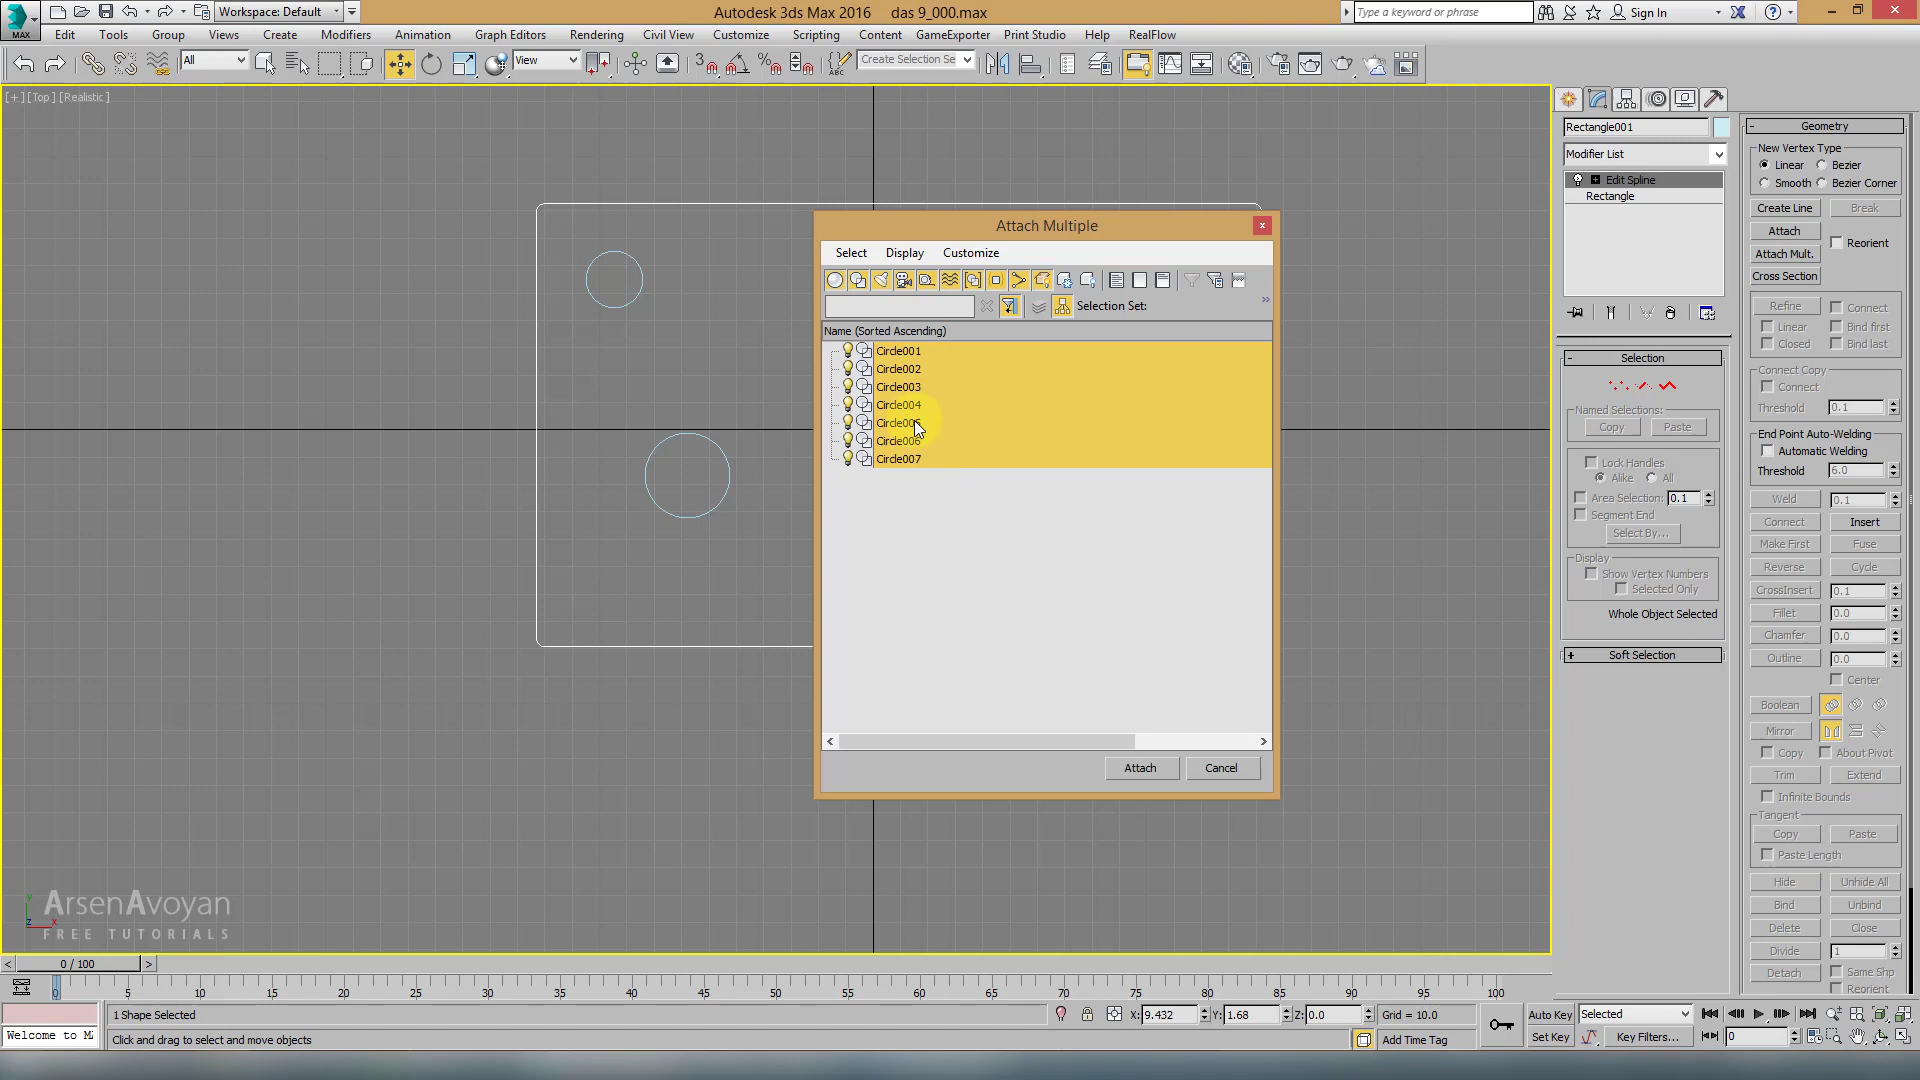 MAX
Workspace: Default
Autodesk 3ds Max 2016 das 9_000.max
Type a keyword or phrase
Sign In
Edit Tools Group Views Create Modifiers Animation Graph Editors Rendering Civil View Customize Scripting Content GameExporter Print Studio Help RealFlow
All
View
3
ABC
Create Selection Se
[+] [Top] [Realistic]
Attach Multiple
Select Display Customize
Selection Set:
Name (Sorted Ascending)
Circle001
Circle002
Circle003
Circle004
Circle005
Circle006
Circle007
Attach Cancel
Rectangle001
Modifier List
Edit Spline
Rectangle
Selection
Named Selections:
Copy Paste
Lock Handles
Alike All
Area Selection: 0.1
Segment End
Select By...
Display
Show Vertex Numbers
Selected Only
Whole Object Selected
Soft Selection
Geometry
New Vertex Type
Linear Bezier
Smooth Bezier Corner
Create Line Break
Attach
Reorient
Attach Mult.
Cross Section
Refine Connect
Linear Bind first
Closed Bind last
Connect Copy
Connect
Threshold 0.1
End Point Auto-Welding
Automatic Welding
Threshold 6.0
Weld 0.1
Connect Insert
Make First Fuse
Reverse Cycle
CrossInsert 0.1
Fillet 0.0
Chamfer 0.0
Outline 0.0
Center
Boolean
Mirror
Copy About Pivot
Trim Extend
Infinite Bounds
Tangent
Copy Paste
Paste Length
Hide Unhide All
Bind Unbind
Delete Close
Divide 1
Detach Same Shp
Reorient
ArsenAvoyan
FREE TUTORIALS
y
z x
0 / 100
0 5 10 15 20 25 30 35 40 45 50 55 60 65 70 75 80 85 90 95 100
1 Shape Selected
X: 9.432 Y: 1.68 Z: 0.0 Grid = 10.0
Auto Key Selected
Welcome to M
Click and drag to select and move objects
Add Time Tag
Set Key Key Filters... 0